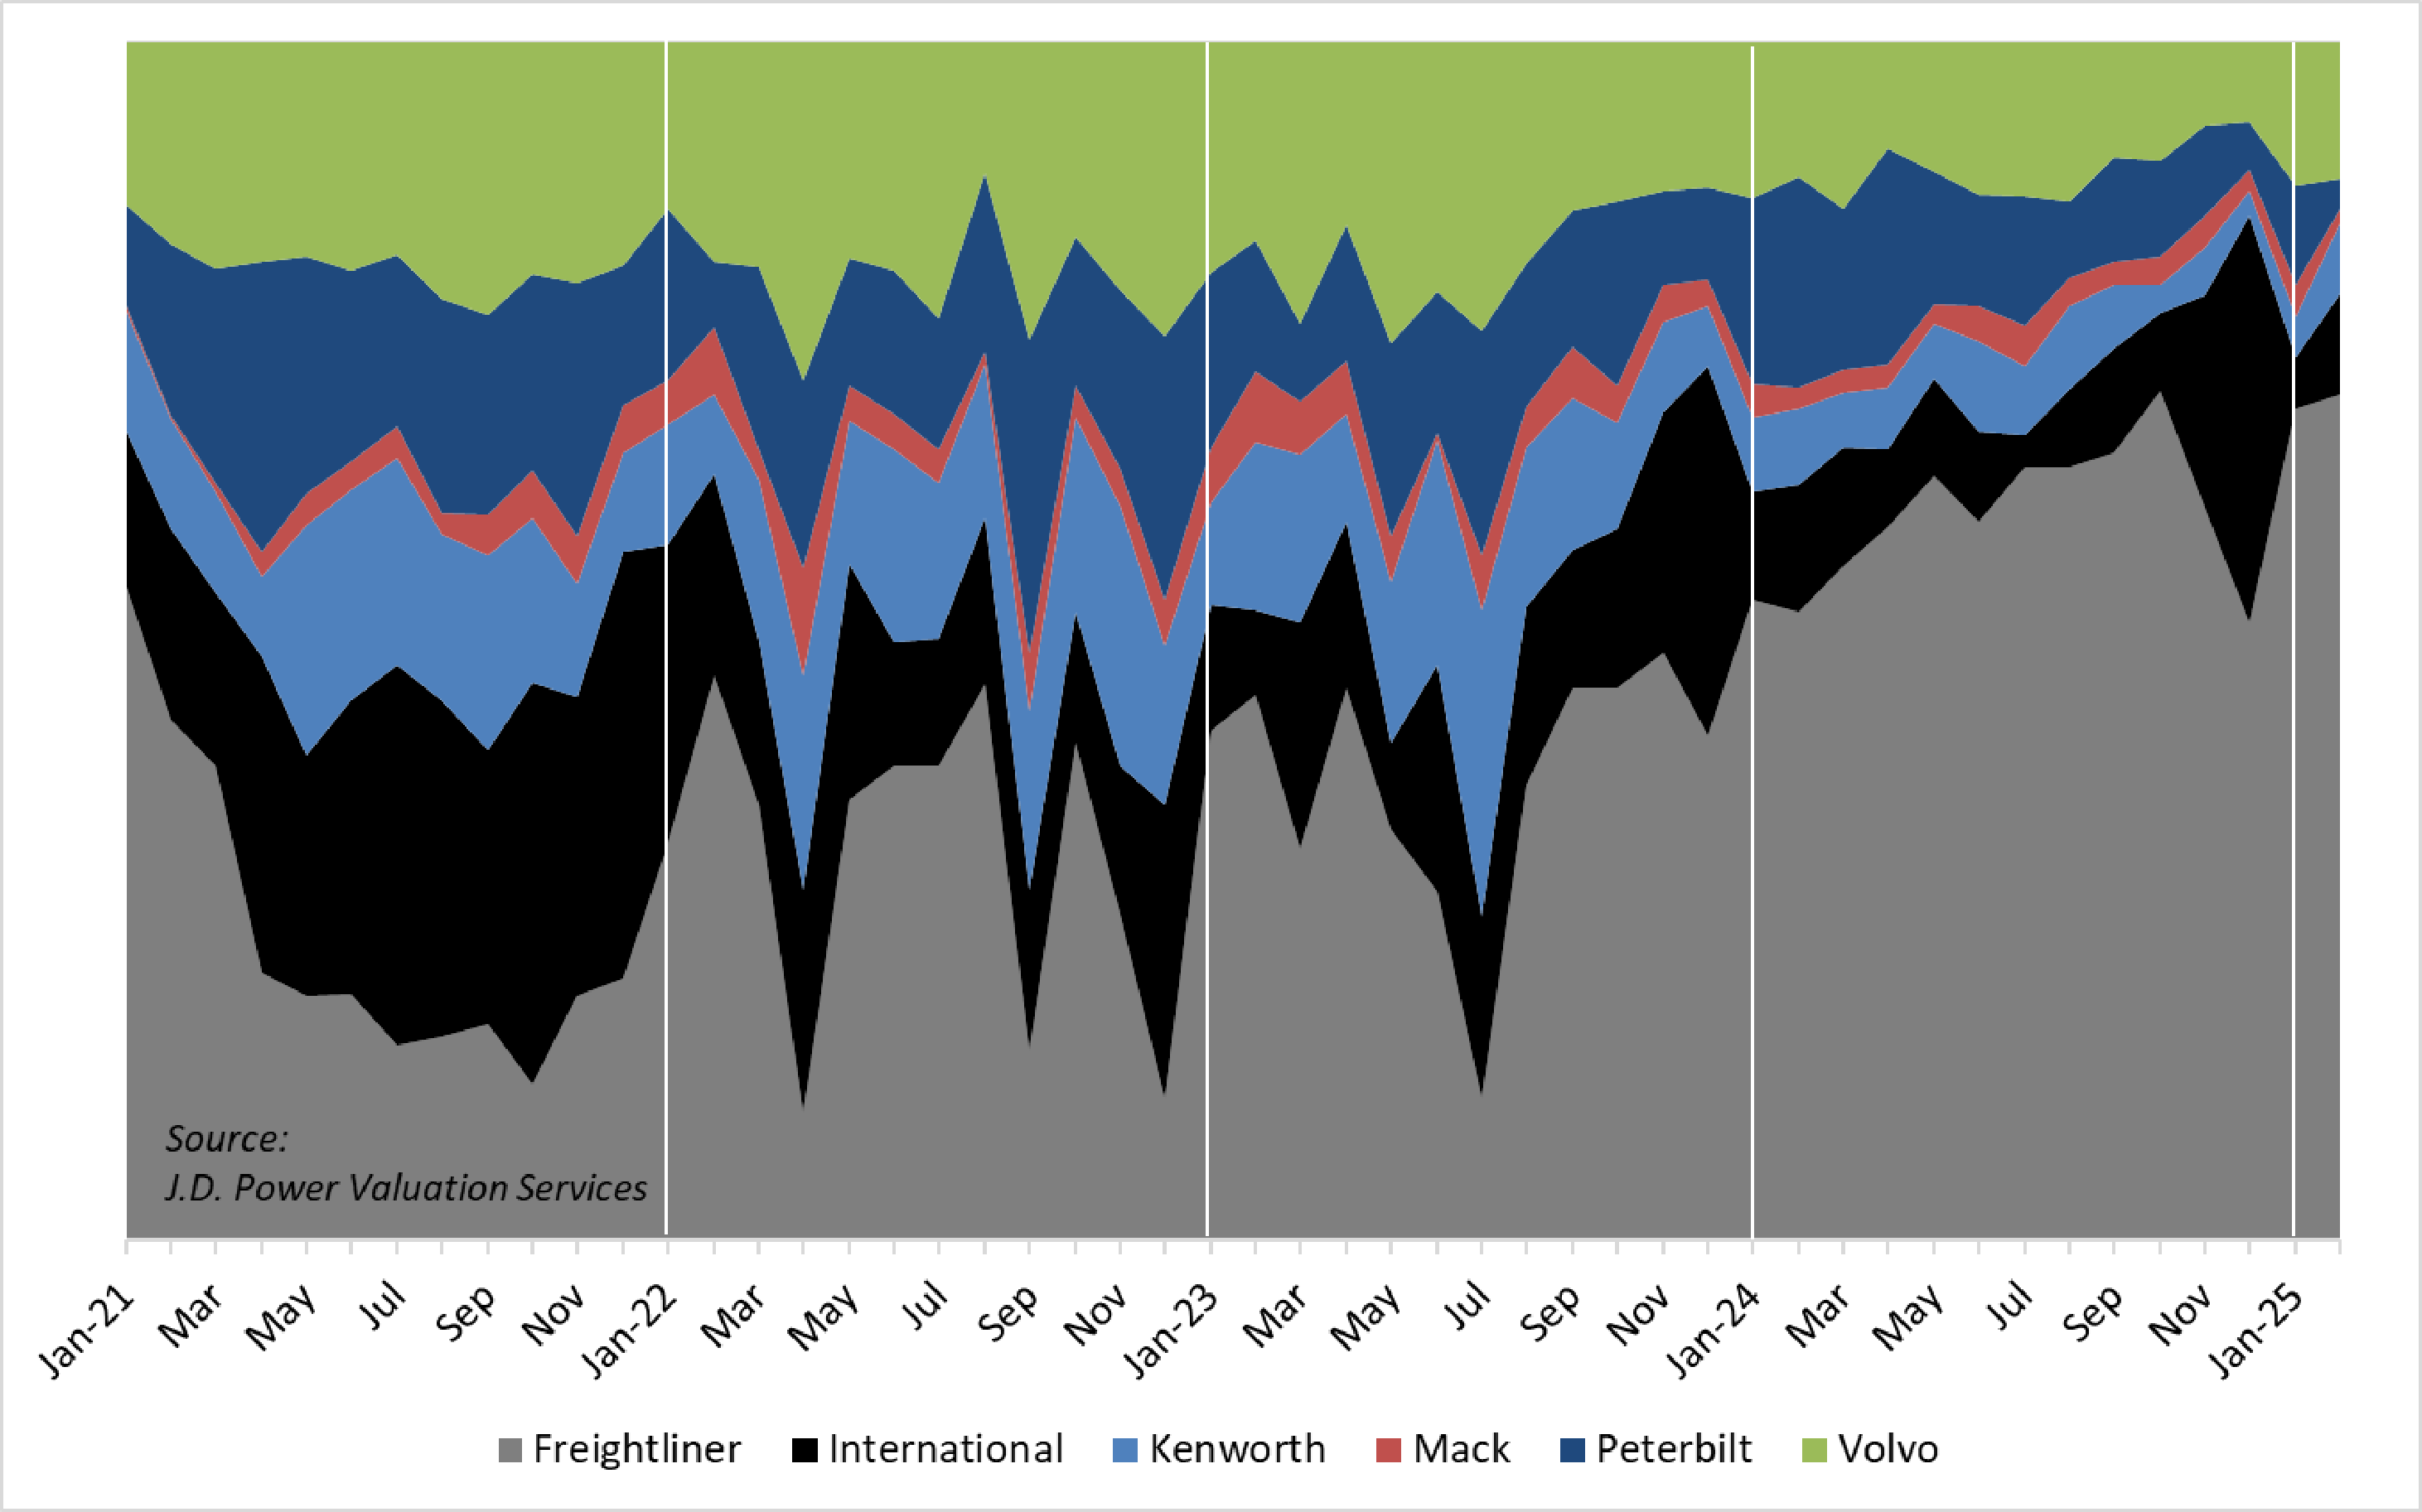 Source:
J.D. Power Valuation Services
Jan-21 Mar May Jul Sep Nov Jan-22 Mar May Jul Sep Nov Jan-23 Mar May Jul Sep Nov Jan-24 Mar May Jul Sep Nov Jan-25
Freightliner International Kenworth Mack Peterbilt Volvo